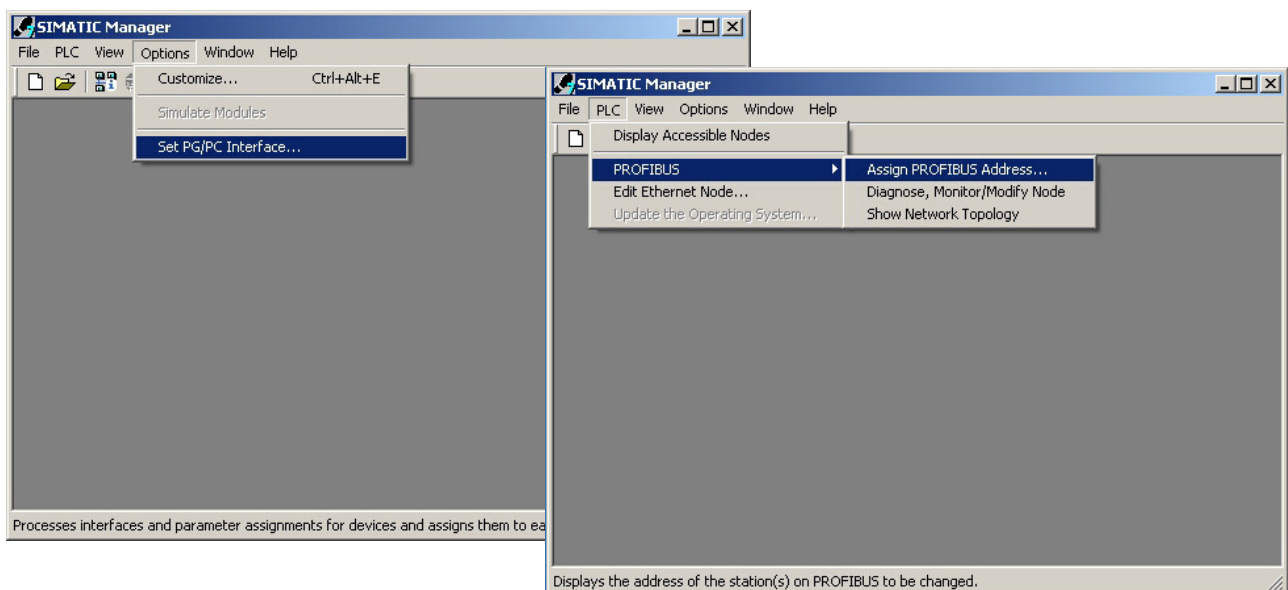 SIMATIC Manager
File PLC View Options Window Help
Customize... Ctrl+Alt+E
Simulate Modules
Set PG/PC Interface...
Processes interfaces and parameter assignments for devices and assigns them to ea
SIMATIC Manager
File PLC View Options Window Help
Display Accessible Nodes
PROFIBUS
Edit Ethernet Node...
Update the Operating System...
Assign PROFIBUS Address...
Diagnose, Monitor/Modify Node
Show Network Topology
Displays the address of the station(s) on PROFIBUS to be changed.